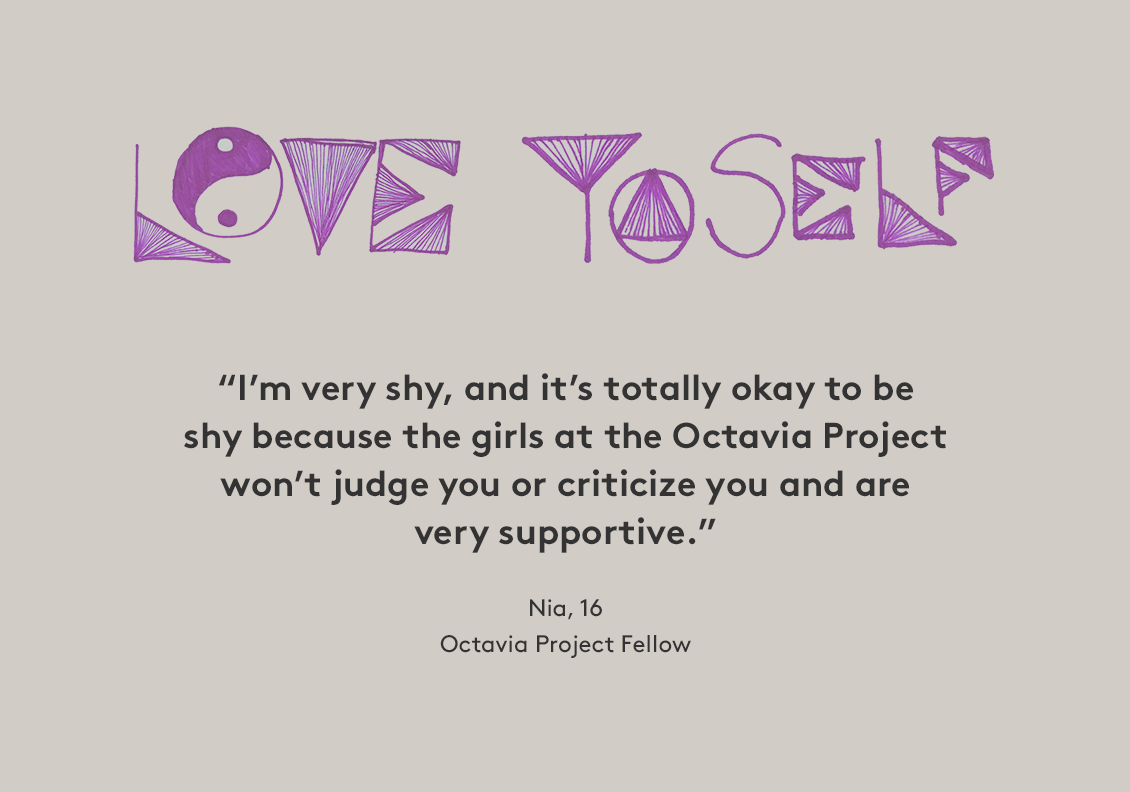 LOVE YOSELF
“I’m very shy, and it’s totally okay to be
shy because the girls at the Octavia Project
won’t judge you or criticize you and are
very supportive.”
Nia, 16
Octavia Project Fellow